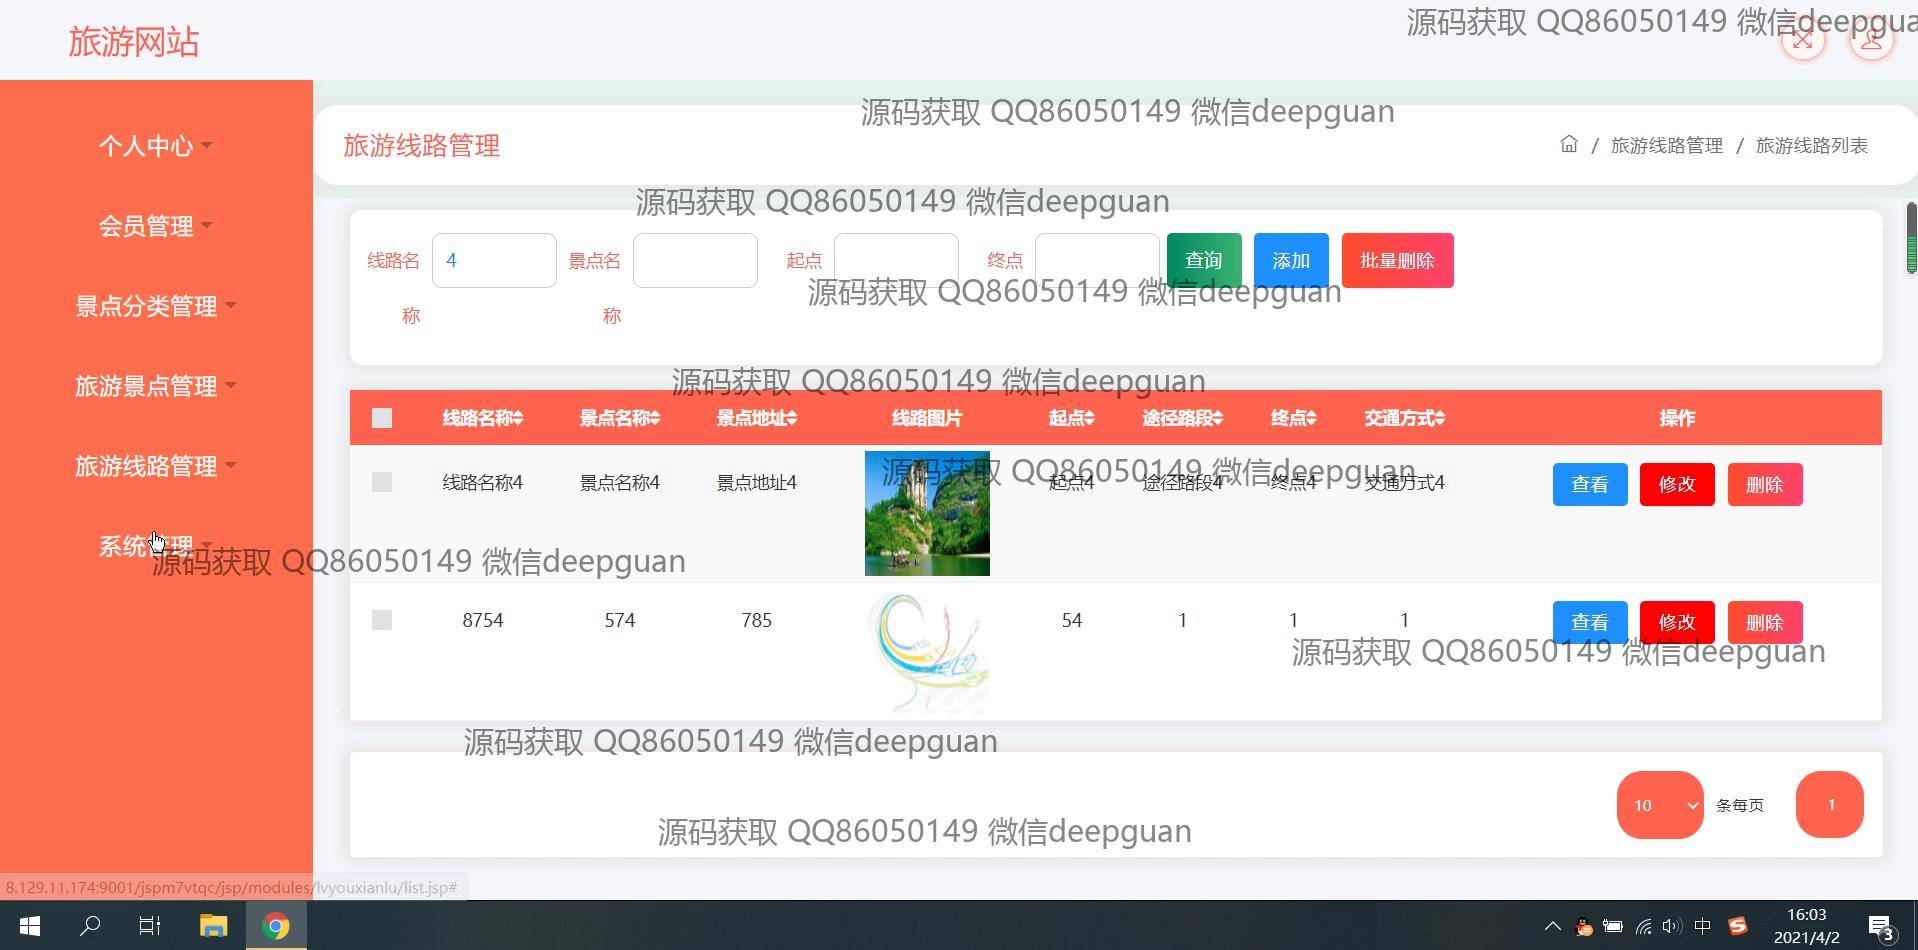 旅游网站
源码获取 QQ86050149 微信deepgua
源码获取 QQ86050149 微信deepguan
个人中心
会员管理
景点分类管理
旅游景点管理
旅游线路管理
系统管理
旅游线路管理
/ 旅游线路管理 / 旅游线路列表
源码获取 QQ86050149 微信deepguan
线路名称 4 景点名称 起点 终点 查询 添加 批量删除
源码获取 QQ86050149 微信deepguan
源码获取 QQ86050149 微信deepguan
线路名称 景点名称 景点地址 线路图片 起点 途径路段 终点 交通方式 操作
源码获取 QQ86050149 微信deepguan
线路名称4 景点名称4 景点地址4 起点4 途径路段4 终点4 交通方式4 查看 修改 删除
源码获取 QQ86050149 微信deepguan
8754 574 785 54 1 1 1 查看 修改 删除
源码获取 QQ86050149 微信deepguan
源码获取 QQ86050149 微信deepguan
10 条每页 1
源码获取 QQ86050149 微信deepguan
8.129.11.174:9001/jspm7vtqc/jsp/modules/lvyouxianlu/list.jsp#
中
16:03
2021/4/2
3